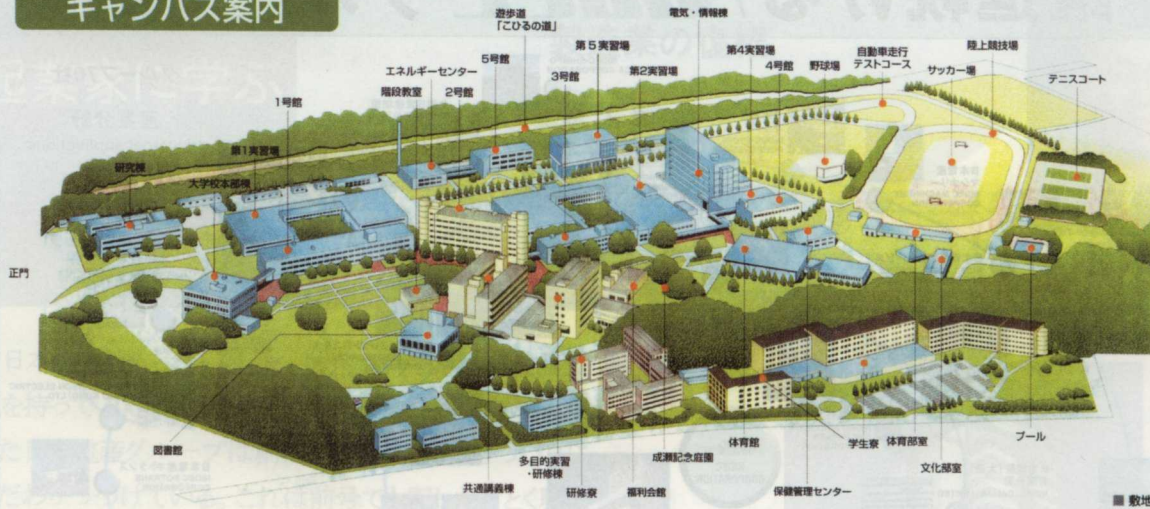 キャンパス案内
遊歩道
「こひるの道」
電気・情報棟
5号館
第5実習場
第4実習場
自動車走行
テストコース
陸上競技場
エネルギーセンター
3号館
第2実習場
4号館
野球場
サッカー場
テニスコート
階段教室
2号館
1号館
第1実習場
研究棟
大学校本部棟
正門
図書館
共通講義棟
多目的実習
・研修棟
研修寮
福利会館
成瀬記念庭園
体育館
保健管理センター
学生寮
体育部室
文化部室
プール
■ 敷地